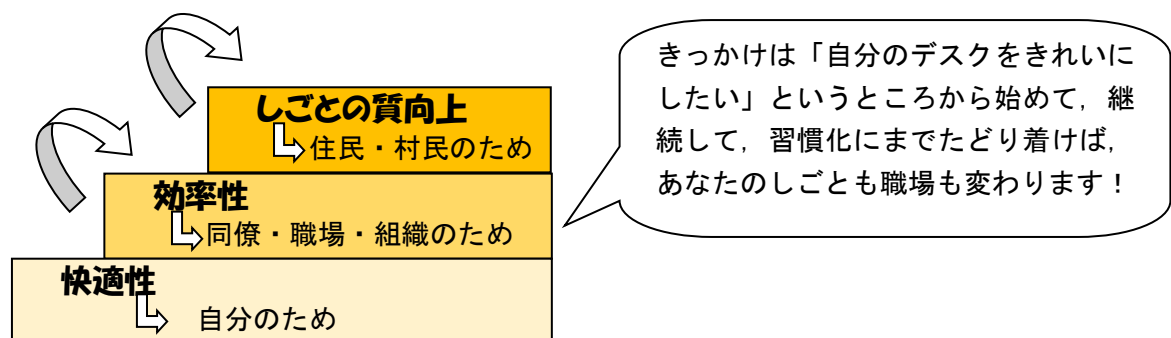 しごとの質向上
住民・村民のため
効率性
同僚・職場・組織のため
快適性
自分のため
きっかけは「自分のデスクをきれいに
したい」というところから始めて，継
続して，習慣化にまでたどり着けば，
あなたのしごとも職場も変わります！